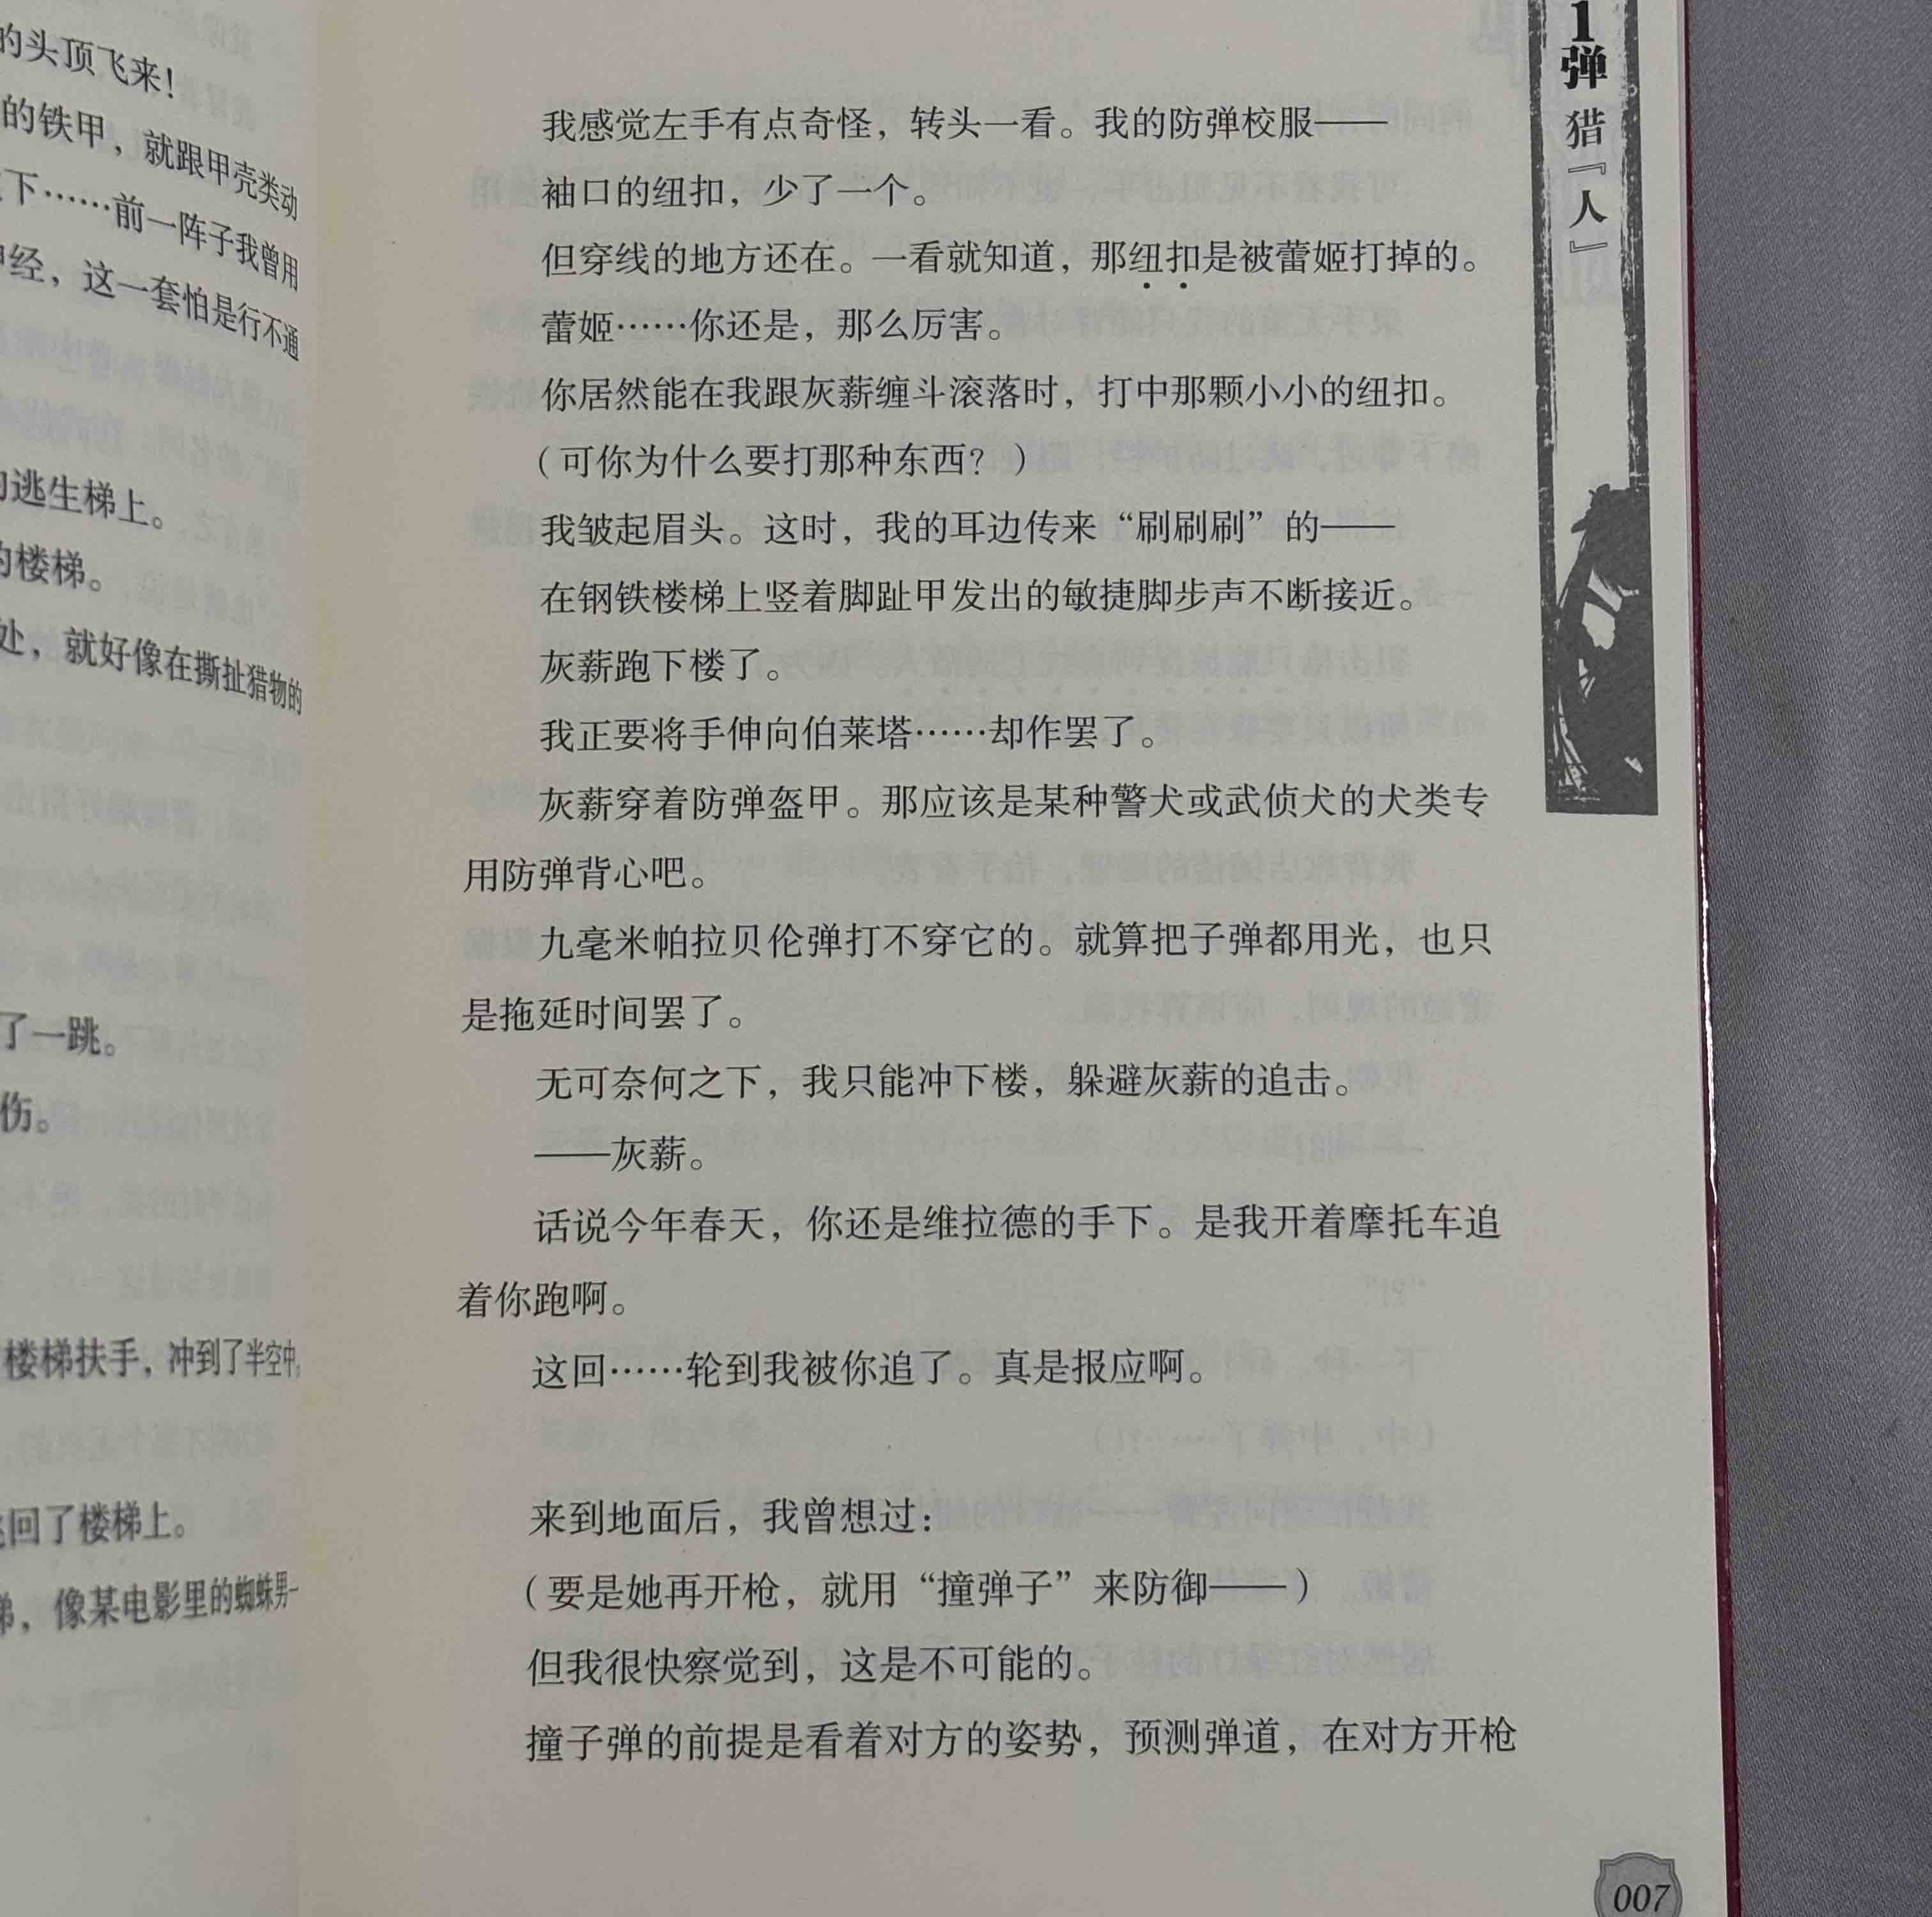 的头顶飞来！
的铁甲，就跟甲壳类动
下……前一阵子我曾用
经，这一套怕是行不通
逃生梯上。
的楼梯。
处，就好像在撕扯猎物的
了一跳。
伤。
楼梯扶手，冲到了半空中。
回了楼梯上。
梯，像某电影里的蜘蛛男一
我感觉左手有点奇怪，转头一看。我的防弹校服——
袖口的纽扣，少了一个。
但穿线的地方还在。一看就知道，那纽扣是被蕾姬打掉的。
蕾姬……你还是，那么厉害。
你居然能在我跟灰薪缠斗滚落时，打中那颗小小的纽扣。
（可你为什么要打那种东西？）
我皱起眉头。这时，我的耳边传来“刷刷刷”的——
在钢铁楼梯上竖着脚趾甲发出的敏捷脚步声不断接近。
灰薪跑下楼了。
我正要将手伸向伯莱塔……却作罢了。
灰薪穿着防弹盔甲。那应该是某种警犬或武侦犬的犬类专
用防弹背心吧。
九毫米帕拉贝伦弹打不穿它的。就算把子弹都用光，也只
是拖延时间罢了。
无可奈何之下，我只能冲下楼，躲避灰薪的追击。
——灰薪。
话说今年春天，你还是维拉德的手下。是我开着摩托车追
着你跑啊。
这回……轮到我被你追了。真是报应啊。
来到地面后，我曾想过：
（要是她再开枪，就用“撞弹子”来防御——）
但我很快察觉到，这是不可能的。
撞子弹的前提是看着对方的姿势，预测弹道，在对方开枪
1弹 猎『人』
007